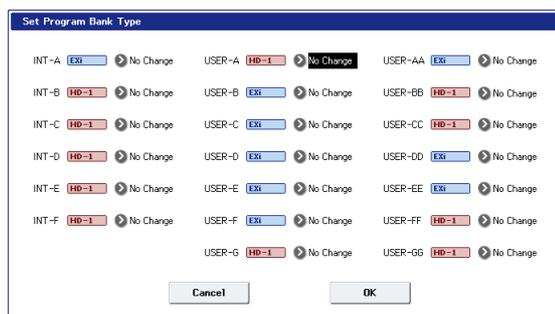 Set Program Bank Type
INT-A EXi No Change USER-A HD-1 No Change USER-AA EXi No Change
INT-B HD-1 No Change USER-B EXi No Change USER-BB HD-1 No Change
INT-C HD-1 No Change USER-C EXi No Change USER-CC HD-1 No Change
INT-D HD-1 No Change USER-D EXi No Change USER-DD EXi No Change
INT-E HD-1 No Change USER-E EXi No Change USER-EE EXi No Change
INT-F HD-1 No Change USER-F EXi No Change USER-FF HD-1 No Change
USER-G HD-1 No Change USER-GG HD-1 No Change
Cancel OK